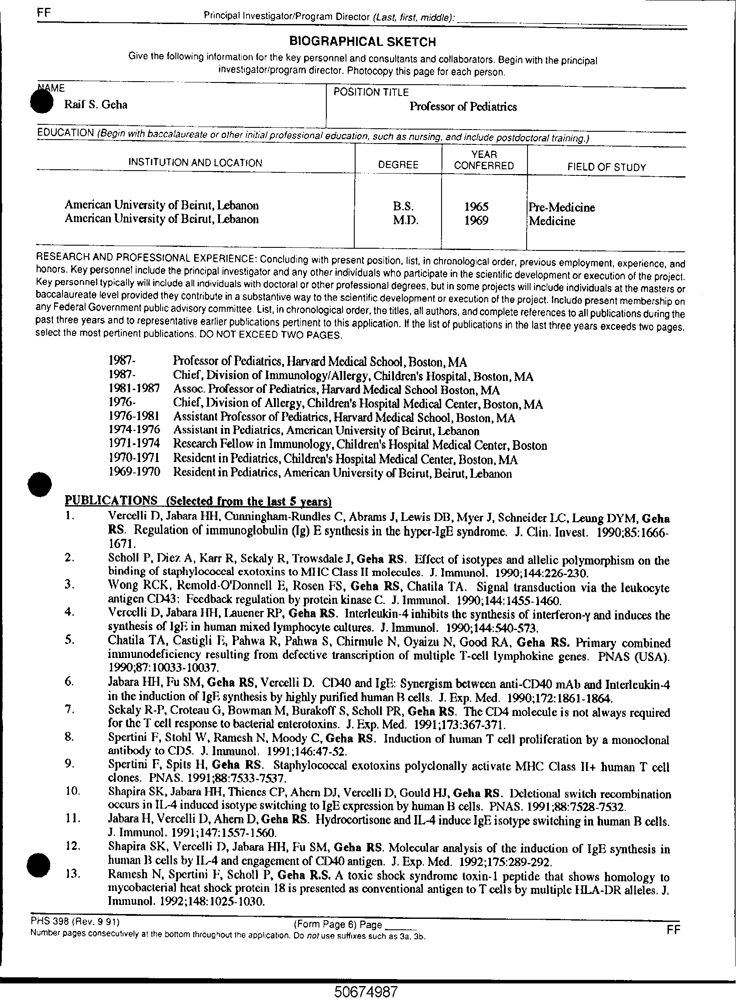 FF
Principal Investigator/Program Director (Last, first, middle):
BIOGRAPHICAL SKETCH
Give the following information for the key personnel and consultants and collaborators. Begin with the principal
investigator/program director. Photocopy this page for each person.
NAME
POSITION TITLE
Raif S. Geha
Professor of Pediatrics
EDUCATION (Begin with baccalaureate or other initial professional education, such as nursing, and include postdoctoral training.)
INSTITUTION AND LOCATION
DEGREE
YEAR
CONFERRED
FIELD OF STUDY
American University of Beirut, Lebanon B.S. 1965 Pre-Medicine
American University of Beirut, Lebanon M.D. 1969 Medicine
RESEARCH AND PROFESSIONAL EXPERIENCE: Concluding with present position, list, in chronological order, previous employment, experience, and
honors. Key personnel include the principal investigator and any other individuals who participate in the scientific development or execution of the project.
Key personnel typically will include all individuals with doctoral or other professional degrees, but in some projects will include individuals at the masters or
baccalaureate level provided they contribute in a substantive way to the scientific development or execution of the project. Include present membership on
any Federal Government public advisory committee. List, in chronological order, the titles, all authors, and complete references to all publications during the
past three years and to representative earlier publications pertinent to this application. If the list of publications in the last three years exceeds two pages,
select the most pertinent publications. DO NOT EXCEED TWO PAGES.
1987- Professor of Pediatrics, Harvard Medical School, Boston, MA
1987- Chief, Division of Immunology/Allergy, Children's Hospital, Boston, MA
1981-1987 Assoc. Professor of Pediatrics, Harvard Medical School Boston, MA
1976- Chief, Division of Allergy, Children's Hospital Medical Center, Boston, MA
1976-1981 Assistant Professor of Pediatrics, Harvard Medical School, Boston, MA
1974-1976 Assistant in Pediatrics, American University of Beirut, Lebanon
1971-1974 Research Fellow in Immunology, Children's Hospital Medical Center, Boston
1970-1971 Resident in Pediatrics, Children's Hospital Medical Center, Boston, MA
1969-1970 Resident in Pediatrics, American University of Beirut, Beirut, Lebanon
PUBLICATIONS (Selected from the last 5 years)
1. Vercelli D, Jabara HH, Cunningham-Rundles C, Abrams J, Lewis DB, Myer J, Schneider LC, Leung DYM, Geha
RS. Regulation of immunoglobulin (Ig) E synthesis in the hyper-IgE syndrome. J. Clin. Invest. 1990;85:1666-
1671.
2. Scholl P, Diez A, Karr R, Sekaly R, Trowsdale J, Geha RS. Effect of isotypes and allelic polymorphism on the
binding of staphylococcal exotoxins to MHC Class II molecules. J. Immunol. 1990;144:226-230.
3. Wong RCK, Remold-O'Donnell E, Rosen FS, Geha RS, Chatila TA. Signal transduction via the leukocyte
antigen CD43: Feedback regulation by protein kinase C. J. Immunol. 1990;144:1455-1460.
4. Vercelli D, Jabara HH, Lauener RP, Geha RS. Interleukin-4 inhibits the synthesis of interferon-γ and induces the
synthesis of IgE in human mixed lymphocyte cultures. J. Immunol. 1990;144:540-573.
5. Chatila TA, Castigli E, Pahwa R, Pahwa S, Chirmule N, Oyaizu N, Good RA, Geha RS. Primary combined
immunodeficiency resulting from defective transcription of multiple T-cell lymphokine genes. PNAS (USA).
1990;87:10033-10037.
6. Jabara HH, Fu SM, Geha RS, Vercelli D. CD40 and IgE: Synergism between anti-CD40 mAb and Interleukin-4
in the induction of IgE synthesis by highly purified human B cells. J. Exp. Med. 1990;172:1861-1864.
7. Sekaly R-P, Croteau G, Bowman M, Burakoff S, Scholl PR, Geha RS. The CD4 molecule is not always required
for the T cell response to bacterial enterotoxins. J. Exp. Med. 1991;173:367-371.
8. Spertini F, Stohl W, Ramesh N, Moody C, Geha RS. Induction of human T cell proliferation by a monoclonal
antibody to CD5. J. Immunol. 1991;146:47-52.
9. Spertini F, Spits H, Geha RS. Staphylococcal exotoxins polyclonally activate MHC Class II+ human T cell
clones. PNAS. 1991;88:7533-7537.
10. Shapira SK, Jabara HH, Thienes CP, Ahern DJ, Vercelli D, Gould HJ, Geha RS. Deletional switch recombination
occurs in IL-4 induced isotype switching to IgE expression by human B cells. PNAS. 1991;88:7528-7532.
11. Jabara H, Vercelli D, Ahern D, Geha RS. Hydrocortisone and IL-4 induce IgE isotype switching in human B cells.
J. Immunol. 1991;147:1557-1560.
12. Shapira SK, Vercelli D, Jabara HH, Fu SM, Geha RS. Molecular analysis of the induction of IgE synthesis in
human B cells by IL-4 and engagement of CD40 antigen. J. Exp. Med. 1992;175:289-292.
13. Ramesh N, Spertini F, Scholl P, Geha R.S. A toxic shock syndrome toxin-1 peptide that shows homology to
mycobacterial heat shock protein 18 is presented as conventional antigen to T cells by multiple HLA-DR alleles. J.
Immunol. 1992;148:1025-1030.
PHS 398 (Rev. 9 91)
(Form Page 6) Page
FF
Number pages consecutively at the bottom throughout the application. Do not use suffixes such as 3a, 3b.
50674987